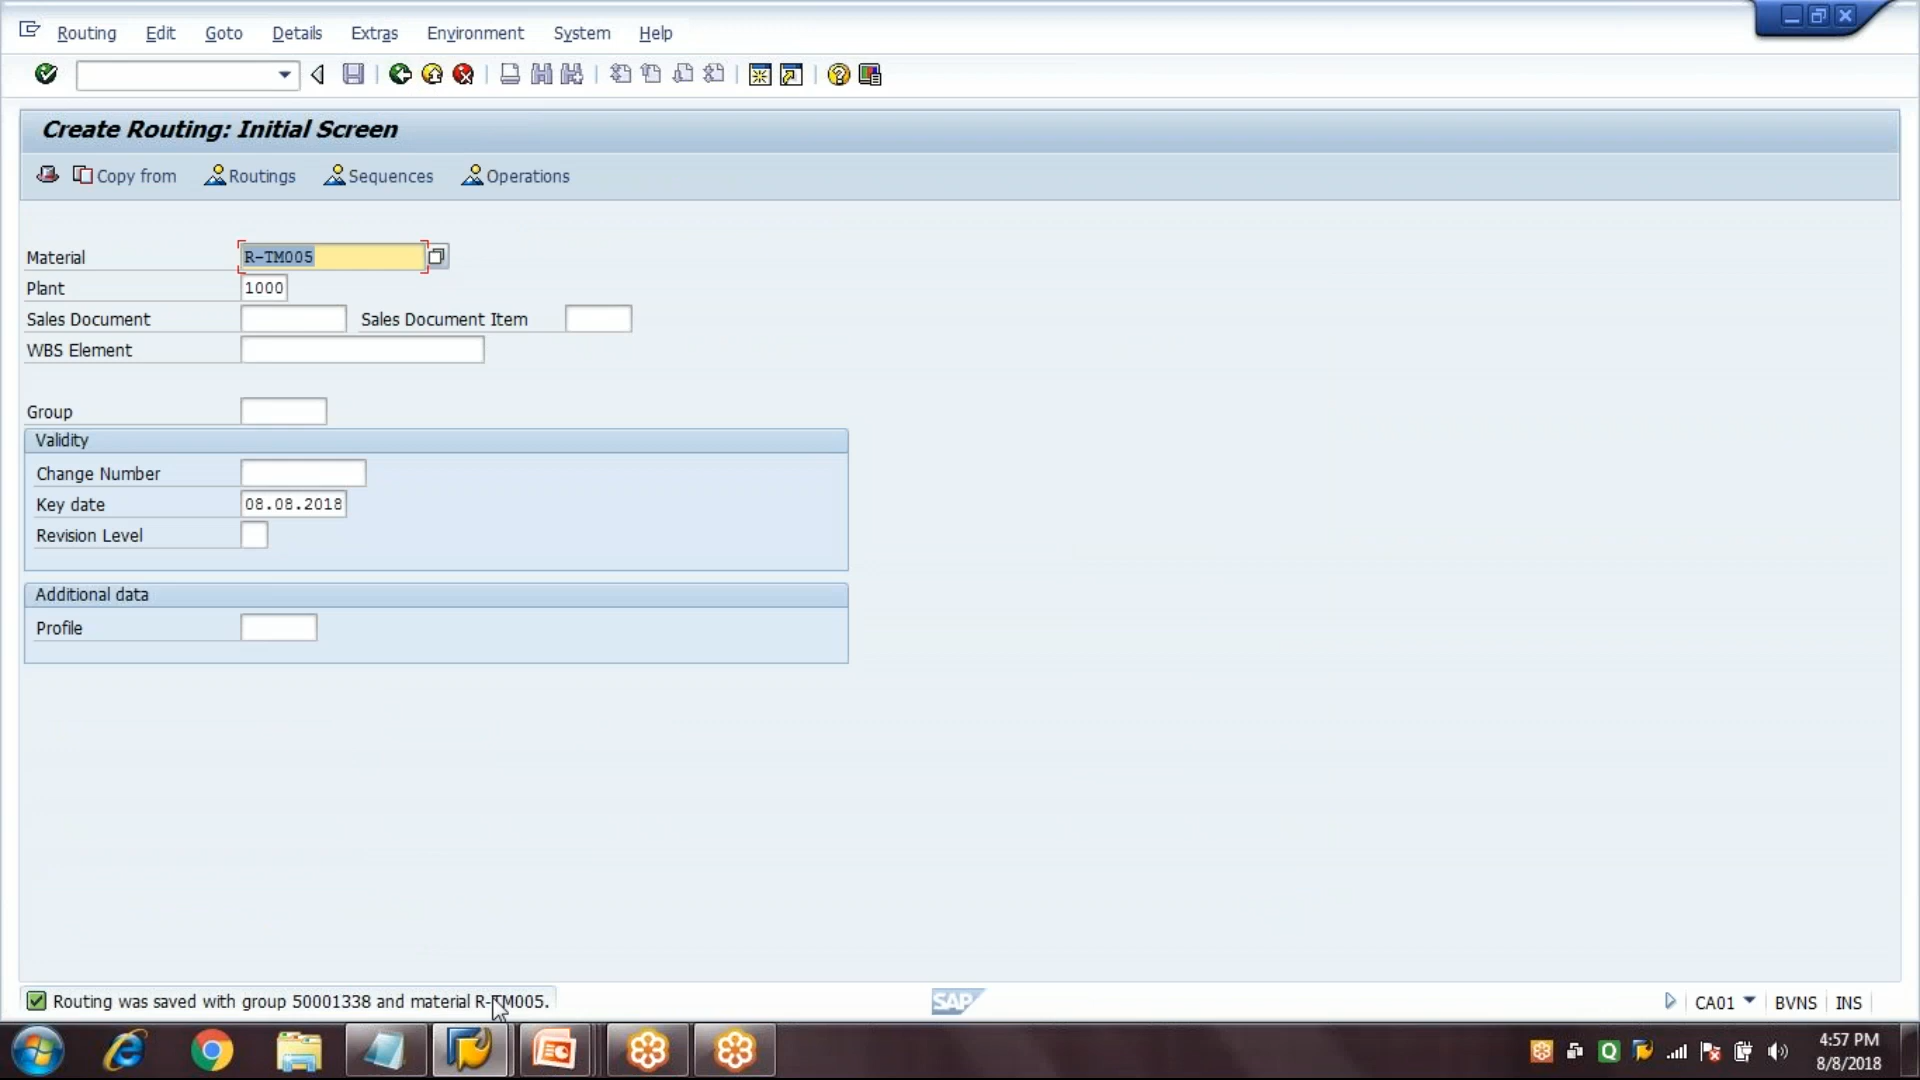 Routing Edit Goto Details Extras Environment System Help
Create Routing: Initial Screen
Copy from Routings Sequences Operations
Material R-TM005
Plant 1000
Sales Document Sales Document Item
WBS Element
Group
Validity
Change Number
Key date 08.08.2018
Revision Level
Additional data
Profile
Routing was saved with group 50001338 and material R-TM005.
SAP
CA01 BVNS INS
4:57 PM
8/8/2018